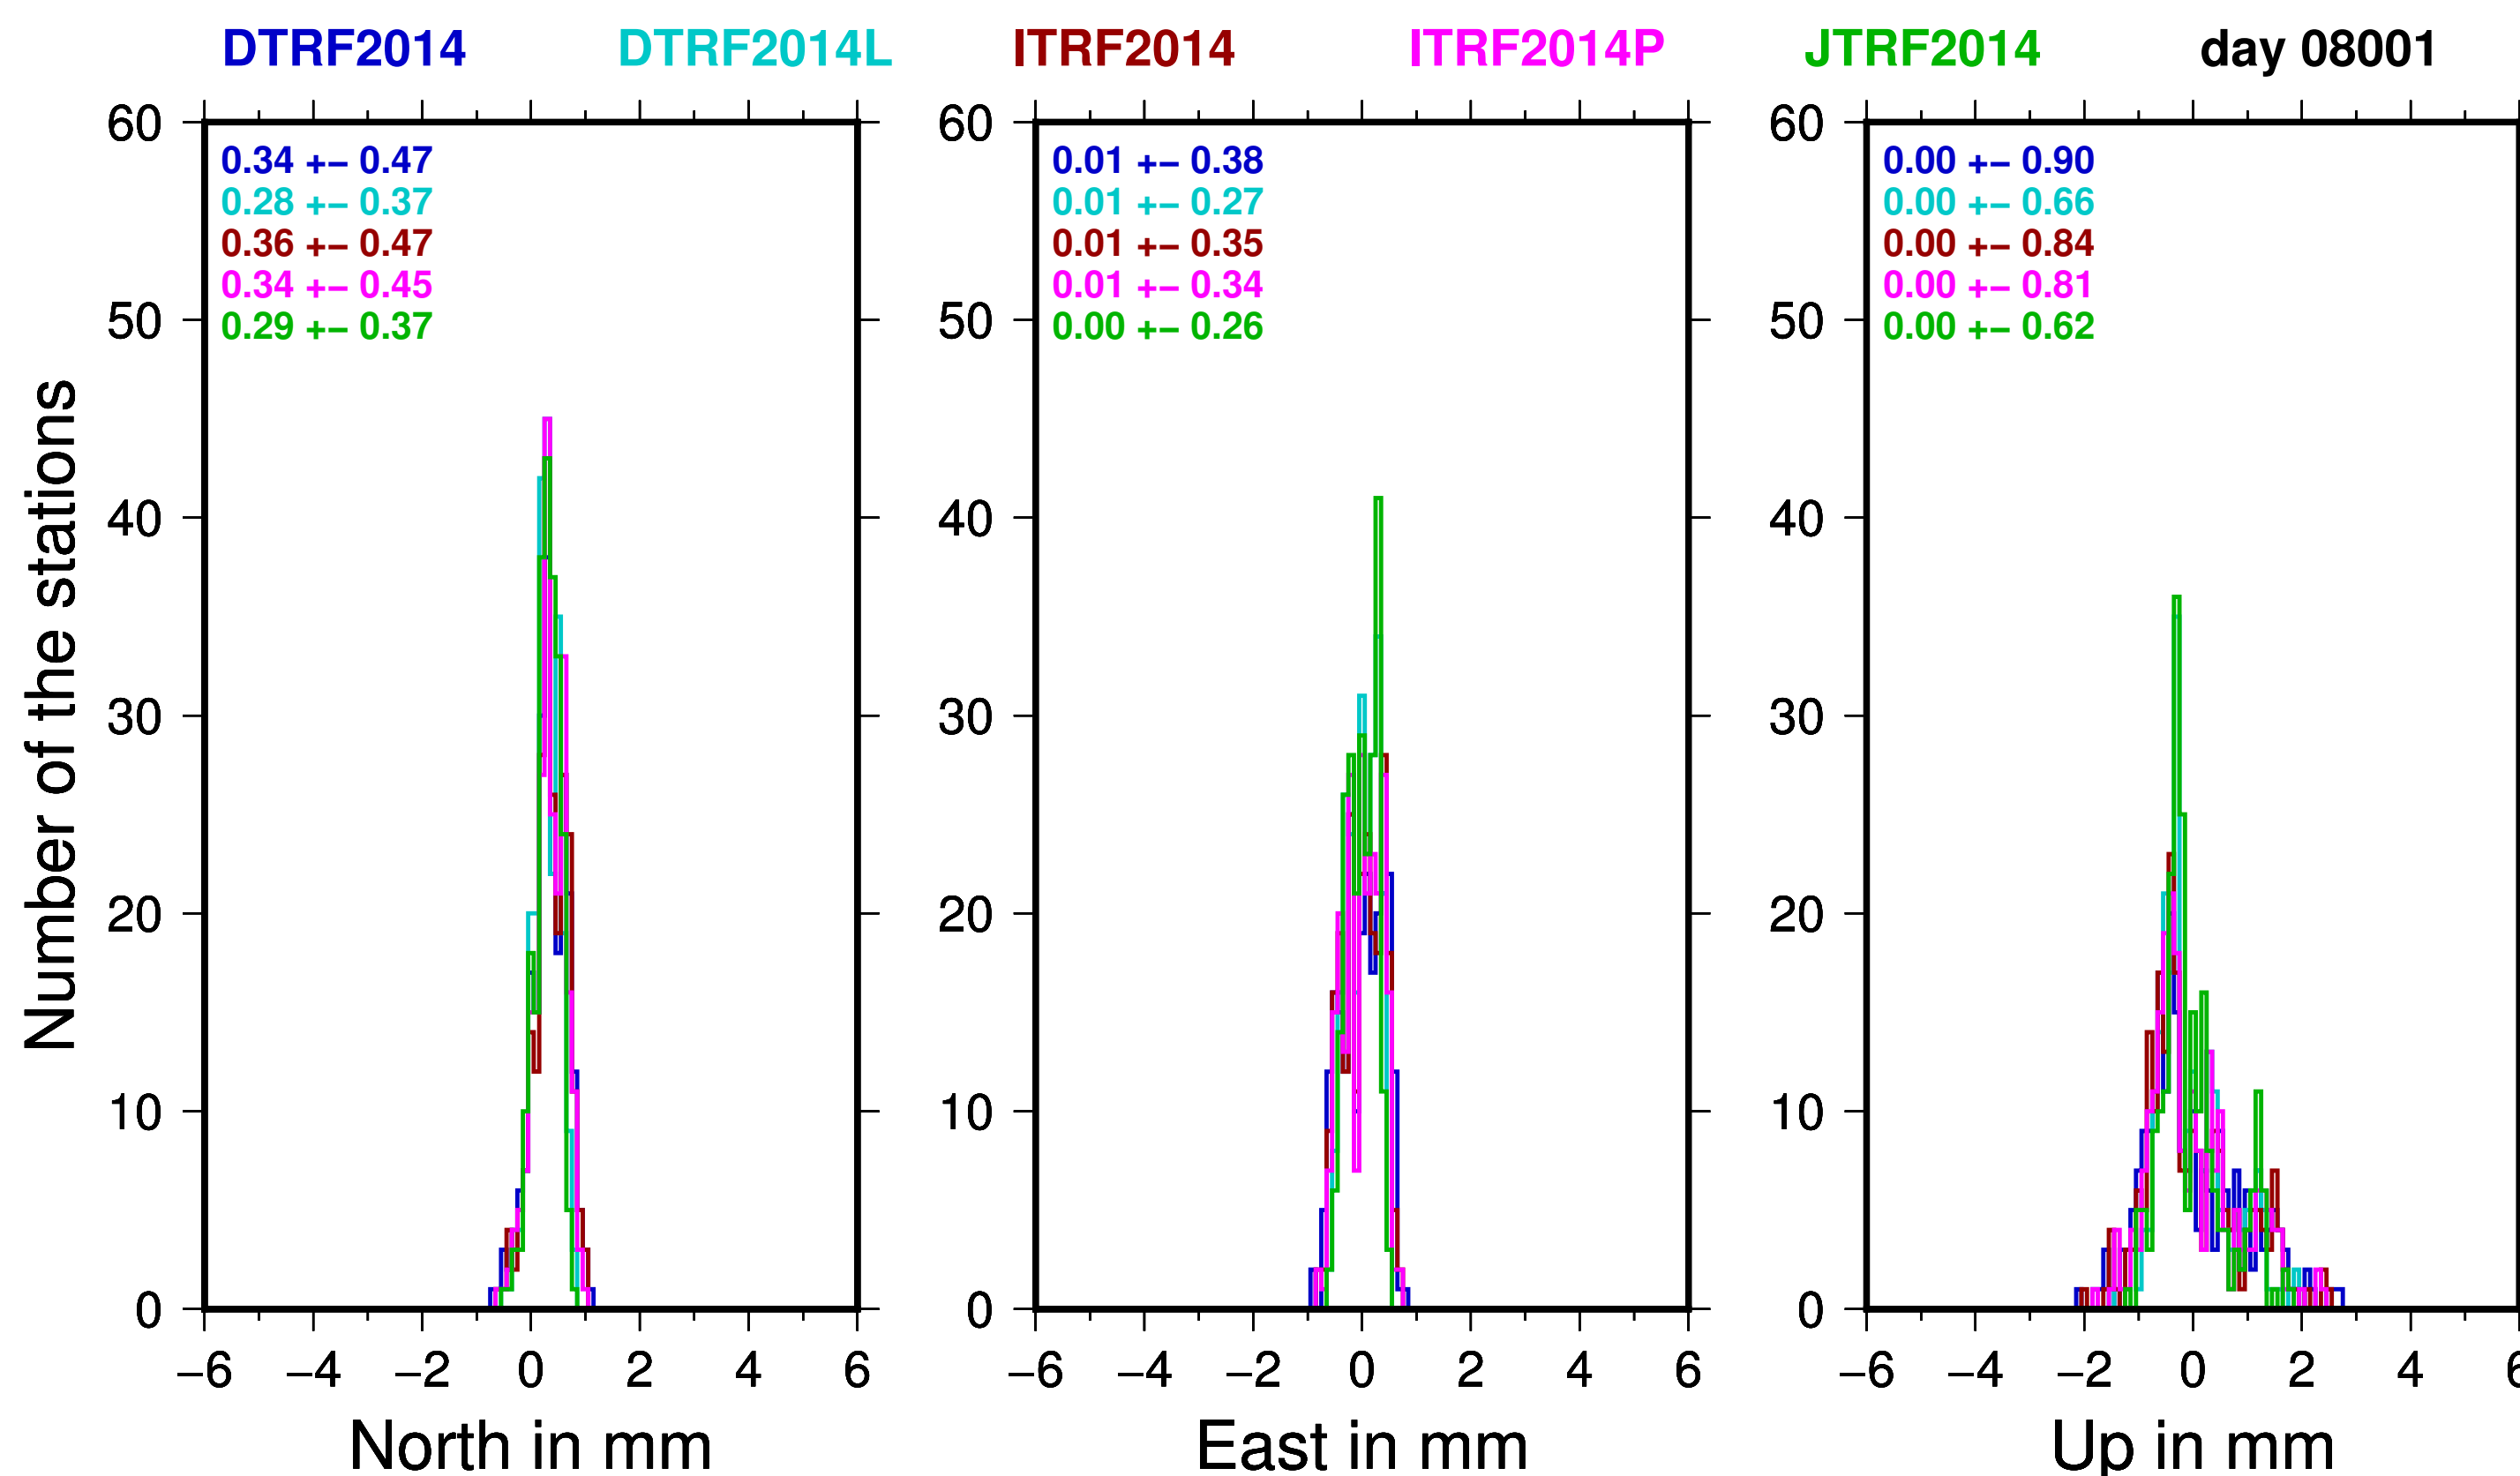 DTRF2014 DTRF2014L ITRF2014 ITRF2014P JTRF2014 day 08001
Number of the stations
60
50
40
30
20
10
0
0.34 +− 0.47
0.28 +− 0.37
0.36 +− 0.47
0.34 +− 0.45
0.29 +− 0.37
−6 −4 −2 0 2 4 6
North in mm
60
50
40
30
20
10
0
0.01 +− 0.38
0.01 +− 0.27
0.01 +− 0.35
0.01 +− 0.34
0.00 +− 0.26
−6 −4 −2 0 2 4 6
East in mm
60
50
40
30
20
10
0
0.00 +− 0.90
0.00 +− 0.66
0.00 +− 0.84
0.00 +− 0.81
0.00 +− 0.62
−6 −4 −2 0 2 4 6
Up in mm